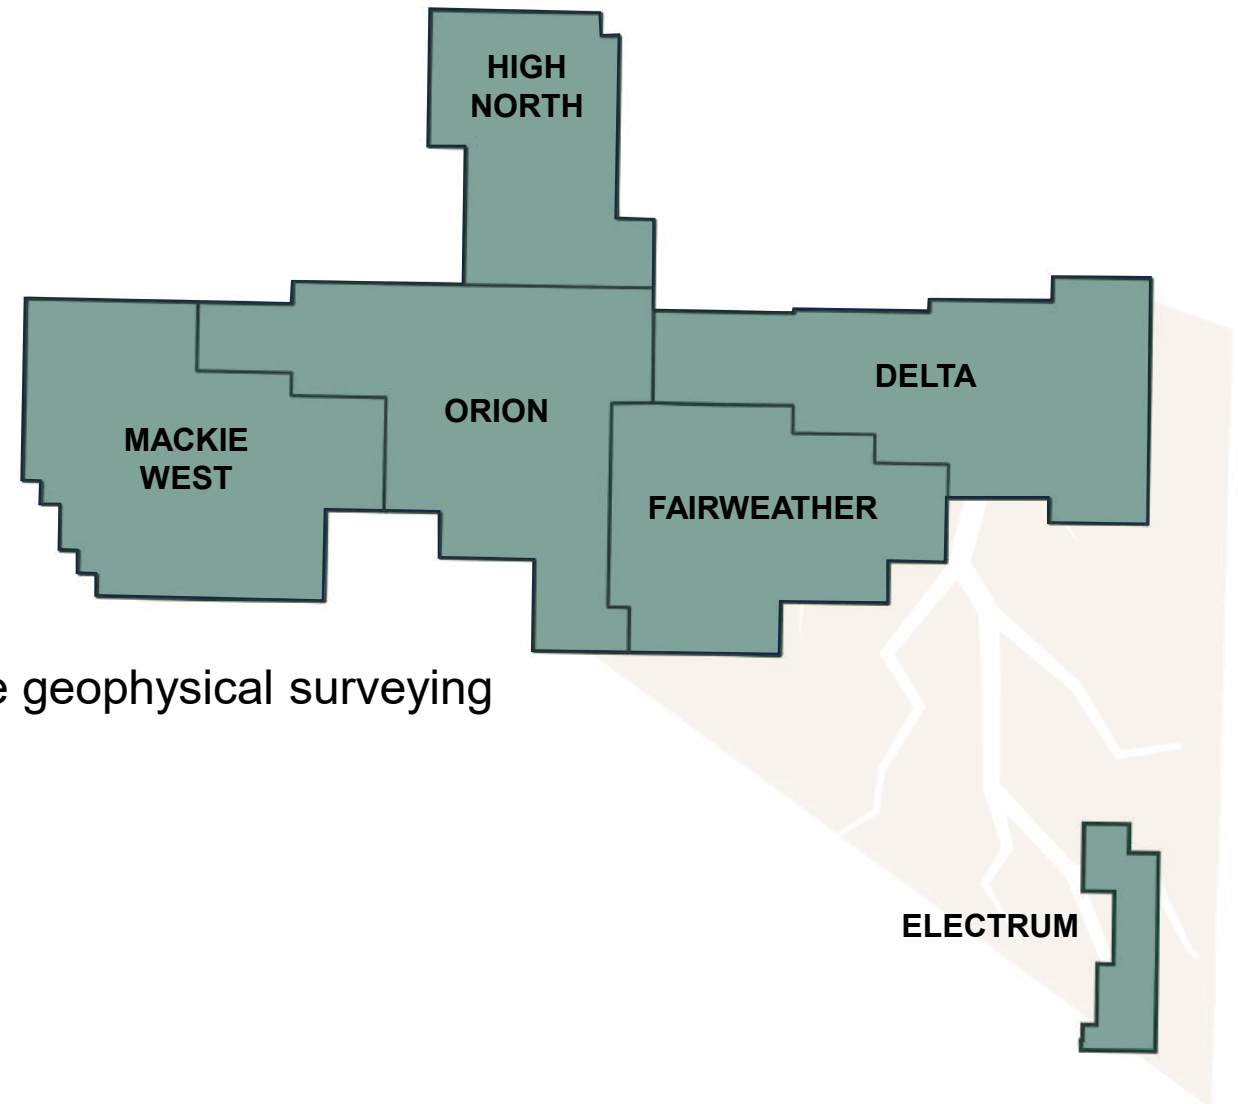 HIGH
NORTH
DELTA
ORION
MACKIE
WEST
FAIRWEATHER
e geophysical surveying
ELECTRUM